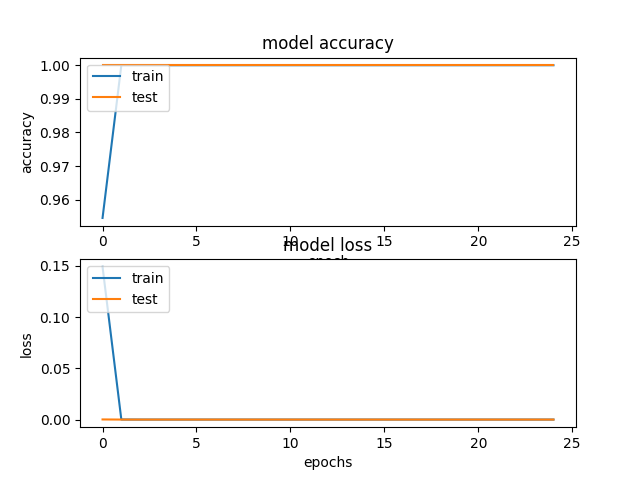 model accuracy
1.00
0.99
0.98
0.97
0.96
accuracy
train
test
0 5 10 15 20 25
epoch
model loss
0.15
0.10
0.05
0.00
loss
train
test
0 5 10 15 20 25
epochs